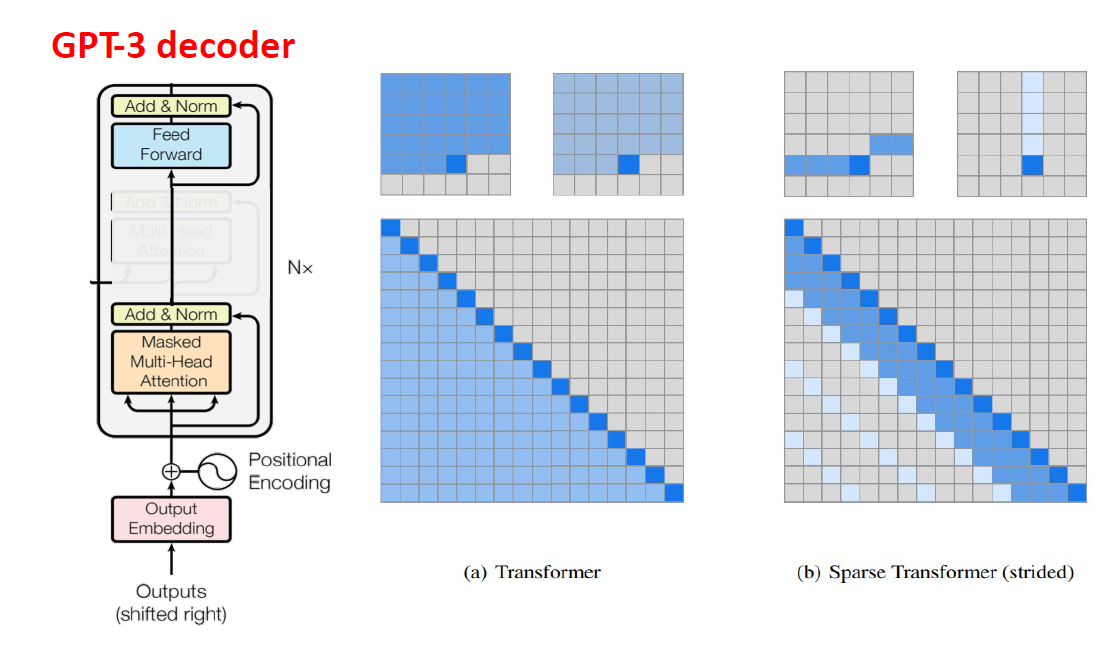 GPT-3 decoder
Add & Norm
Feed
Forward
Add & Norm
Multi-Head
Attention
N×
Add & Norm
Masked
Multi-Head
Attention
Positional
Encoding
Output
Embedding
Outputs
(shifted right)
(a) Transformer
(b) Sparse Transformer (strided)